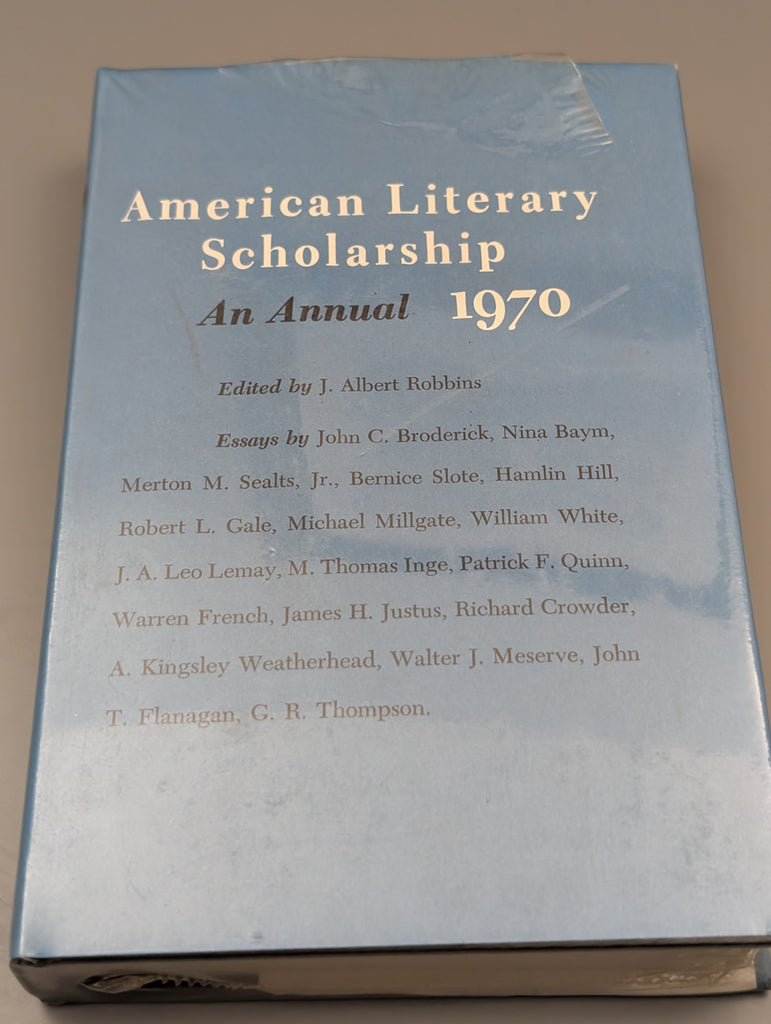 American Literary
Scholarship
An Annual 1970
Edited by J. Albert Robbins
Essays by John C. Broderick, Nina Baym,
Merton M. Sealts, Jr., Bernice Slote, Hamlin Hill,
Robert L. Gale, Michael Millgate, William White,
J. A. Leo Lemay, M. Thomas Inge, Patrick F. Quinn,
Warren French, James H. Justus, Richard Crowder,
A. Kingsley Weatherhead, Walter J. Meserve, John
T. Flanagan, G. R. Thompson.